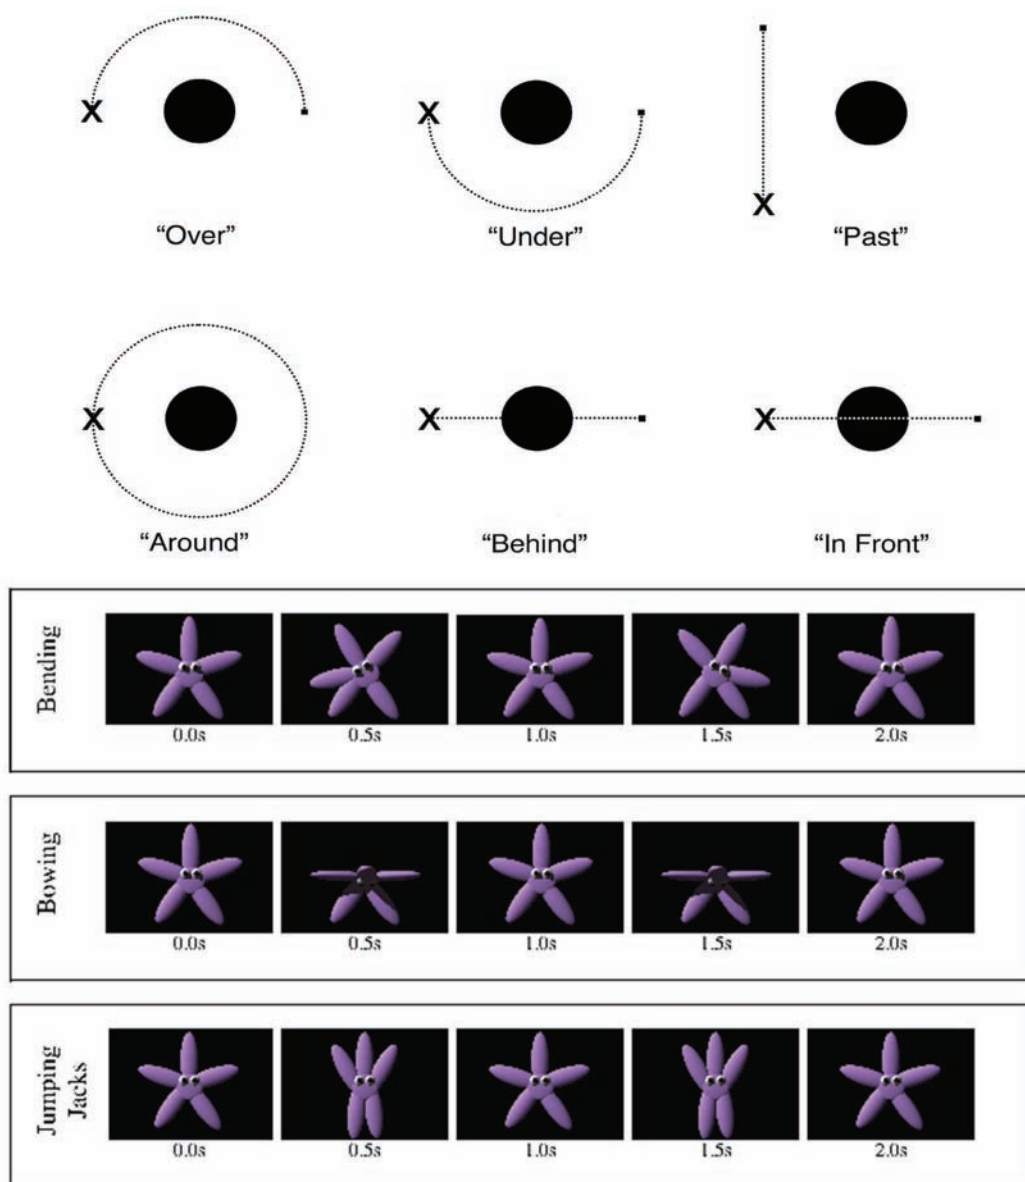 X
X
X
“Over”
“Under”
“Past”
X
X
X
“Around”
“Behind”
“In Front”
Bending
0.0s
0.5s
1.0s
1.5s
2.0s
Bowing
0.0s
0.5s
1.0s
1.5s
2.0s
Jumping
Jacks
0.0s
0.5s
1.0s
1.5s
2.0s